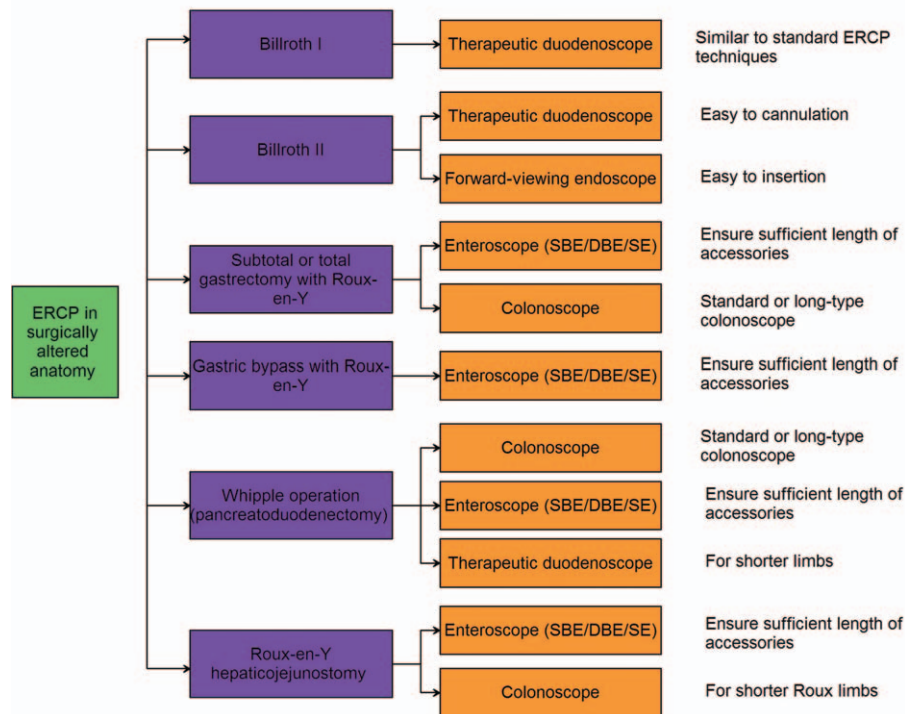 Billroth I
Therapeutic duodenoscope
Similar to standard ERCP
techniques
Billroth II
Therapeutic duodenoscope
Easy to cannulation
Forward-viewing endoscope
Easy to insertion
Subtotal or total
gastrectomy with Roux-
en-Y
Enteroscope (SBE/DBE/SE)
Ensure sufficient length of
accessories
Colonoscope
Standard or long-type
colonoscope
ERCP in
surgically
altered
anatomy
Gastric bypass with Roux-
en-Y
Enteroscope (SBE/DBE/SE)
Ensure sufficient length of
accessories
Whipple operation
(pancreatoduodenectomy)
Colonoscope
Standard or long-type
colonoscope
Enteroscope (SBE/DBE/SE)
Ensure sufficient length of
accessories
Therapeutic duodenoscope
For shorter limbs
Roux-en-Y
hepaticojejunostomy
Enteroscope (SBE/DBE/SE)
Ensure sufficient length of
accessories
Colonoscope
For shorter Roux limbs